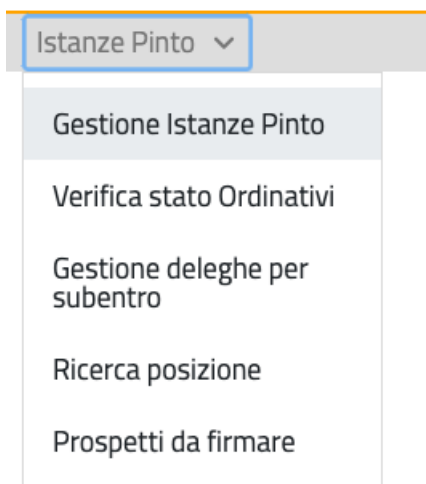 Istanze Pinto
Gestione Istanze Pinto
Verifica stato Ordinativi
Gestione deleghe per
subentro
Ricerca posizione
Prospetti da firmare